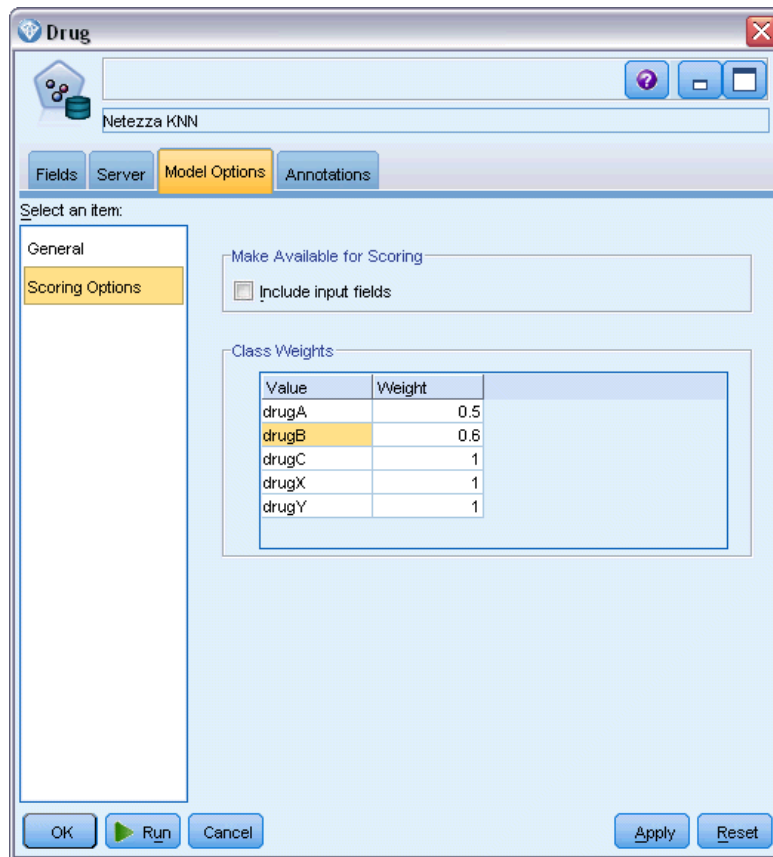 Drug
Netezza KNN
Fields Server Model Options Annotations
Select an item:
General
Scoring Options
Make Available for Scoring
Include input fields
Class Weights
Value Weight
drugA 0.5
drugB 0.6
drugC 1
drugX 1
drugY 1
OK Run Cancel Apply Reset